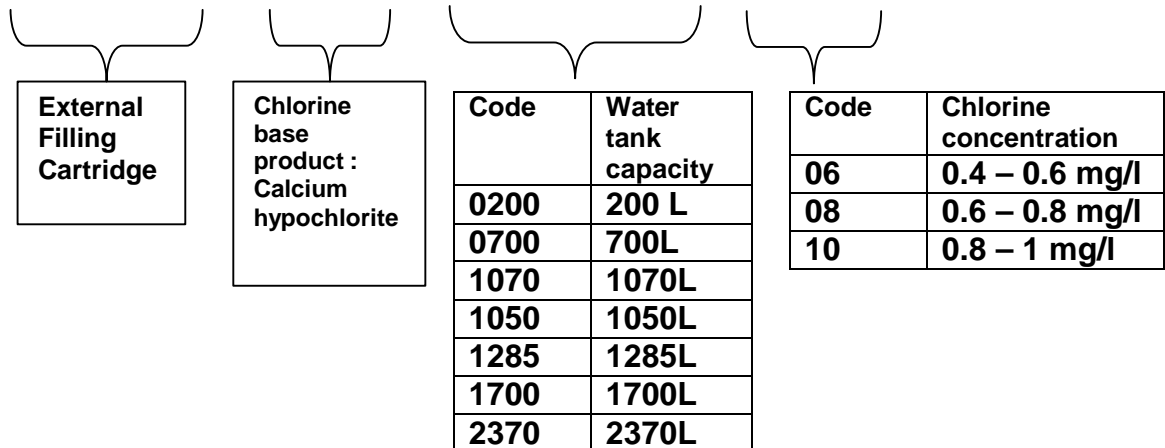 External
Filling
Cartridge
Chlorine
base
product :
Calcium
hypochlorite
Code Water
tank
capacity
0200 200 L
0700 700L
1070 1070L
1050 1050L
1285 1285L
1700 1700L
2370 2370L
Code Chlorine
concentration
06 0.4 – 0.6 mg/l
08 0.6 – 0.8 mg/l
10 0.8 – 1 mg/l